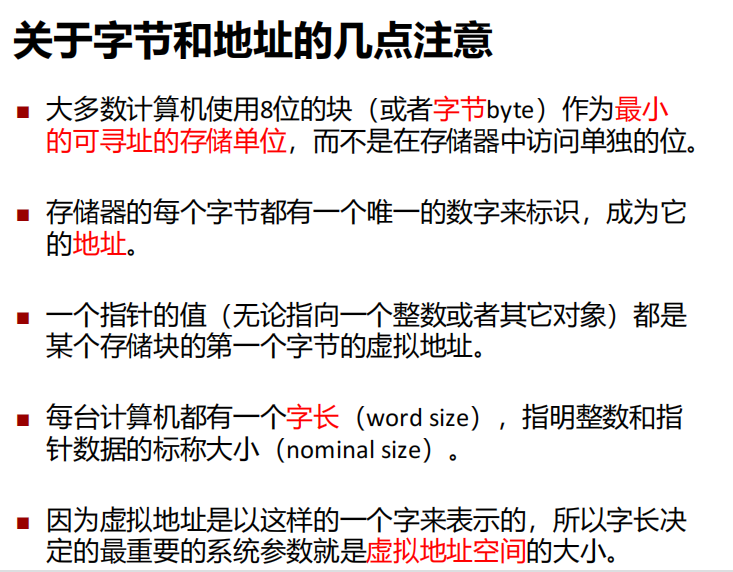 关于字节和地址的几点注意
大多数计算机使用8位的块（或者字节byte）作为最小
的可寻址的存储单位，而不是在存储器中访问单独的位。
存储器的每个字节都有一个唯一的数字来标识，成为它
的地址。
一个指针的值（无论指向一个整数或者其它对象）都是
某个存储块的第一个字节的虚拟地址。
每台计算机都有一个字长（word size），指明整数和指
针数据的标称大小（nominal size）。
因为虚拟地址是以这样的一个字来表示的，所以字长决
定的最重要的系统参数就是虚拟地址空间的大小。